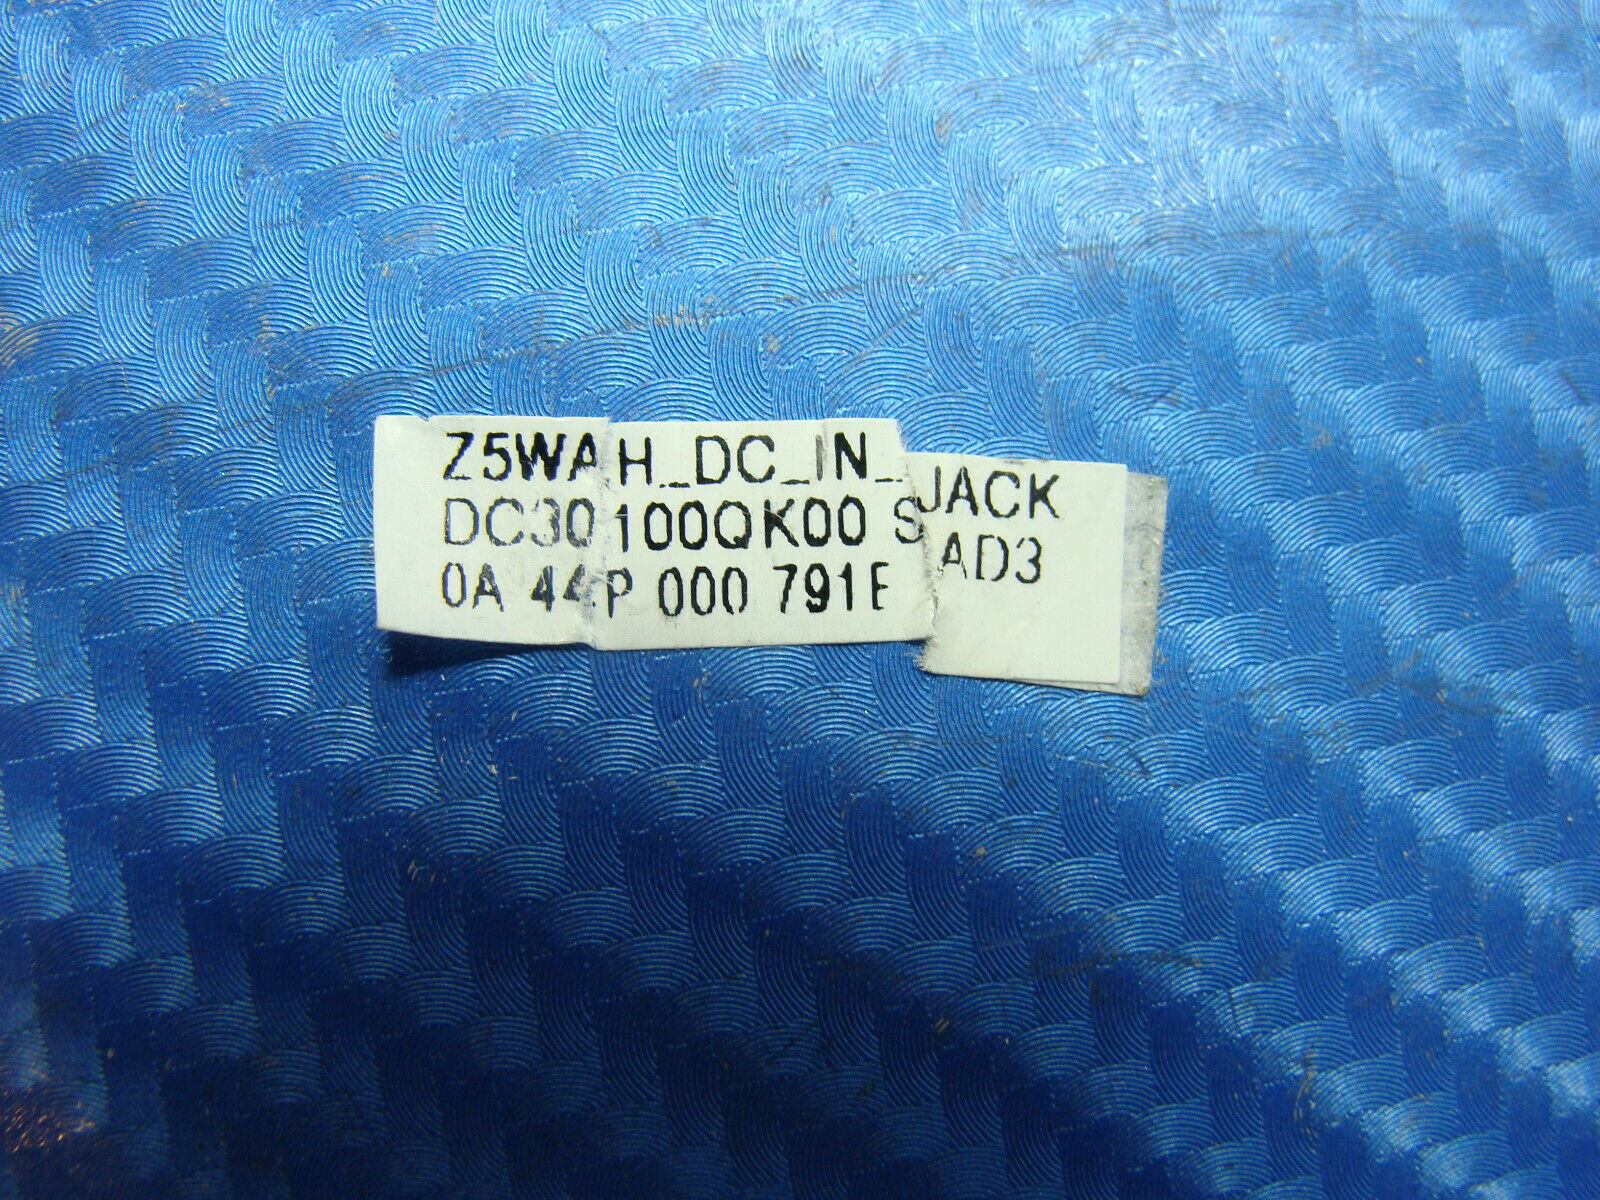 Z5WAH_DC_IN_JACK
DC30100QK00 SAD3
0A 44P 000 791E